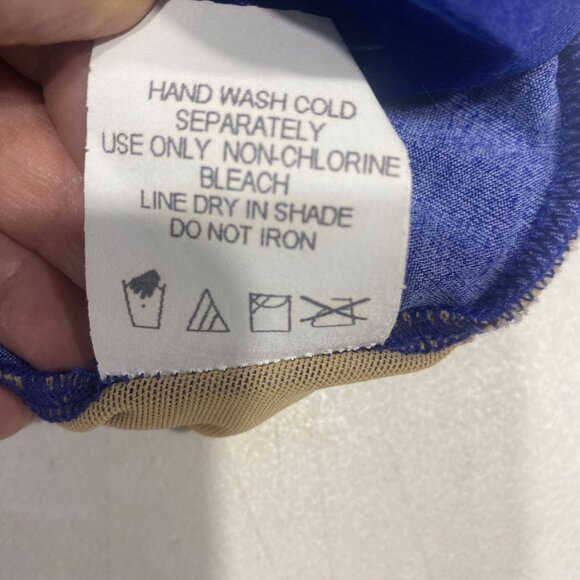 HAND WASH COLD
SEPARATELY
USE ONLY NON-CHLORINE
BLEACH
LINE DRY IN SHADE
DO NOT IRON